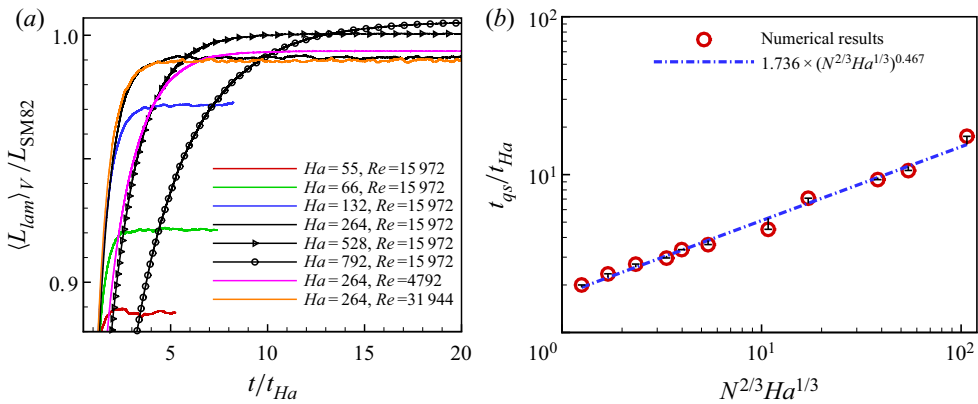 (a)
1.0
0.9
⟨L_lam⟩_V / L_SM82
Ha = 55, Re = 15 972
Ha = 66, Re = 15 972
Ha = 132, Re = 15 972
Ha = 264, Re = 15 972
Ha = 528, Re = 15 972
Ha = 792, Re = 15 972
Ha = 264, Re = 4792
Ha = 264, Re = 31 944
5 10 15 20
t/t_Ha
(b)
10^2
10^1
10^0
t_qs/t_Ha
Numerical results
1.736 × (N^{2/3}Ha^{1/3})^{0.467}
10^1 10^2
N^{2/3}Ha^{1/3}